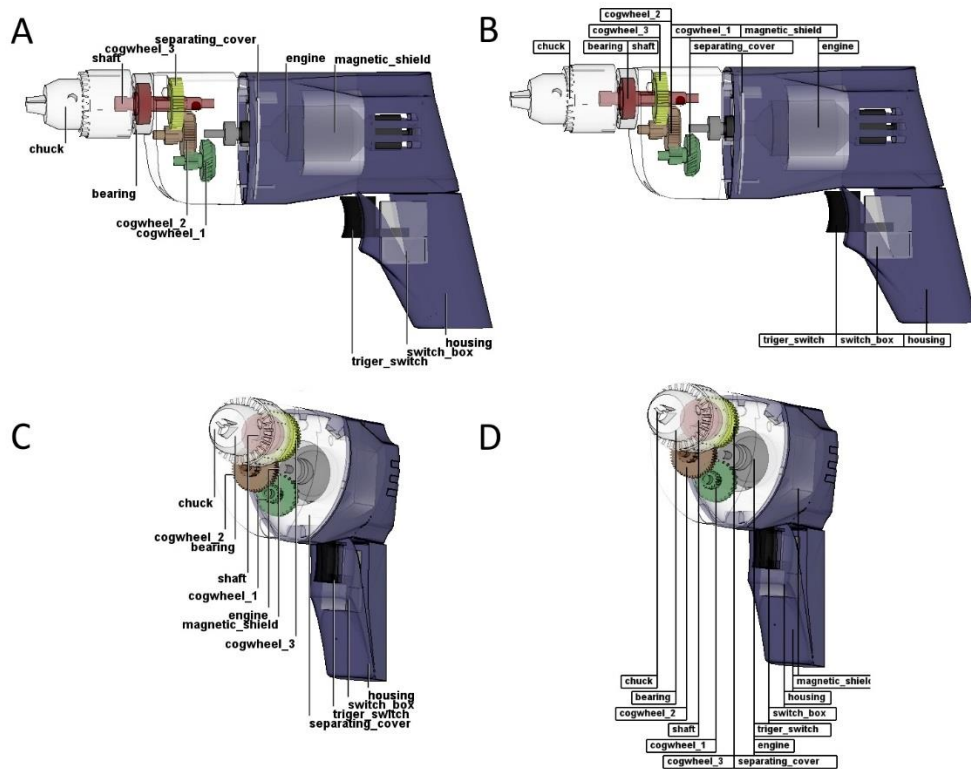 A
cogwheel_2
separating_cover
cogwheel_3
shaft
engine
magnetic_shield
chuck
bearing
cogwheel_2
cogwheel_1
housing
switch_box
triger_switch
B
cogwheel_3
cogwheel_1
magnetic_shield
chuck
bearing
shaft
separating_cover
engine
triger_switch
switch_box
housing
C
chuck
cogwheel_2
bearing
shaft
cogwheel_1
engine
magnetic_shield
cogwheel_3
housing
switch_box
triger_switch
separating_cover
D
chuck
magnetic_shield
bearing
housing
cogwheel_2
switch_box
shaft
triger_switch
cogwheel_1
engine
cogwheel_3
separating_cover